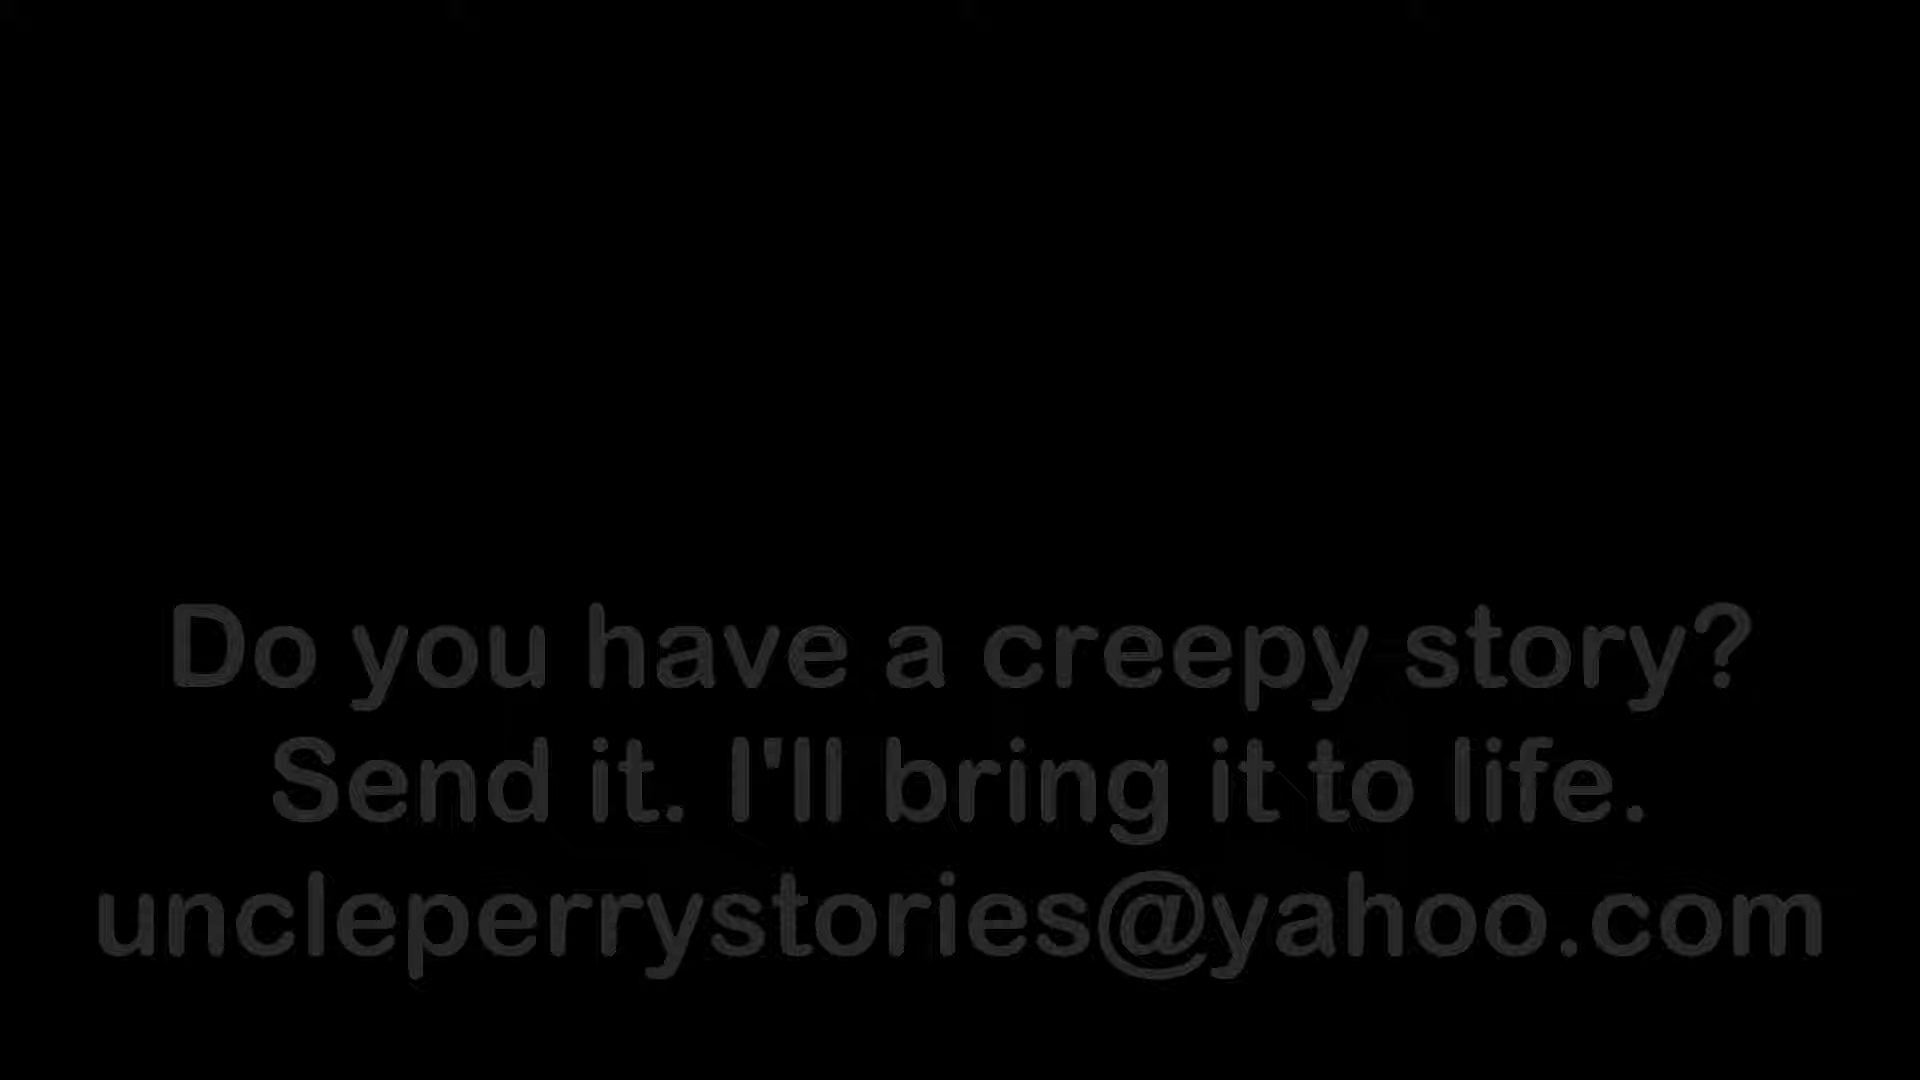 Do you have a creepy story?
Send it. I'll bring it to life.
uncleperrystories@yahoo.com